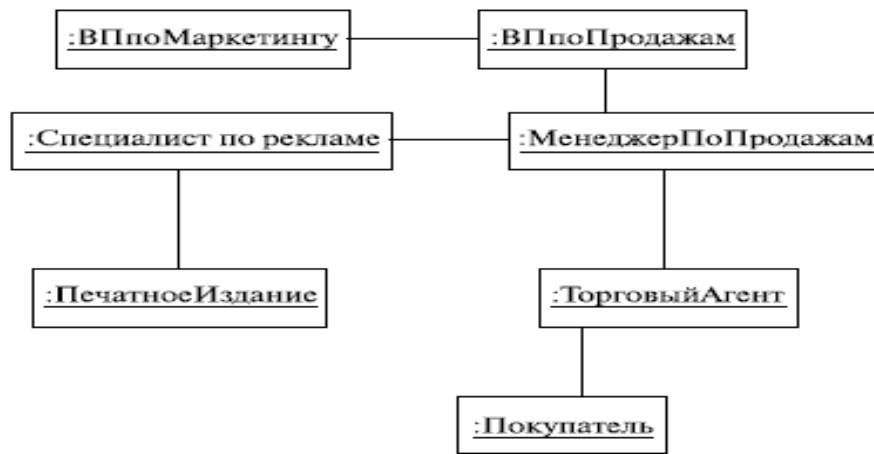 :ВПпоМаркетингу
:ВПпоПродажам
:Специалист по рекламе
:МенеджерПоПродажам
:ПечатноеИздание
:ТорговыйАгент
:Покупатель